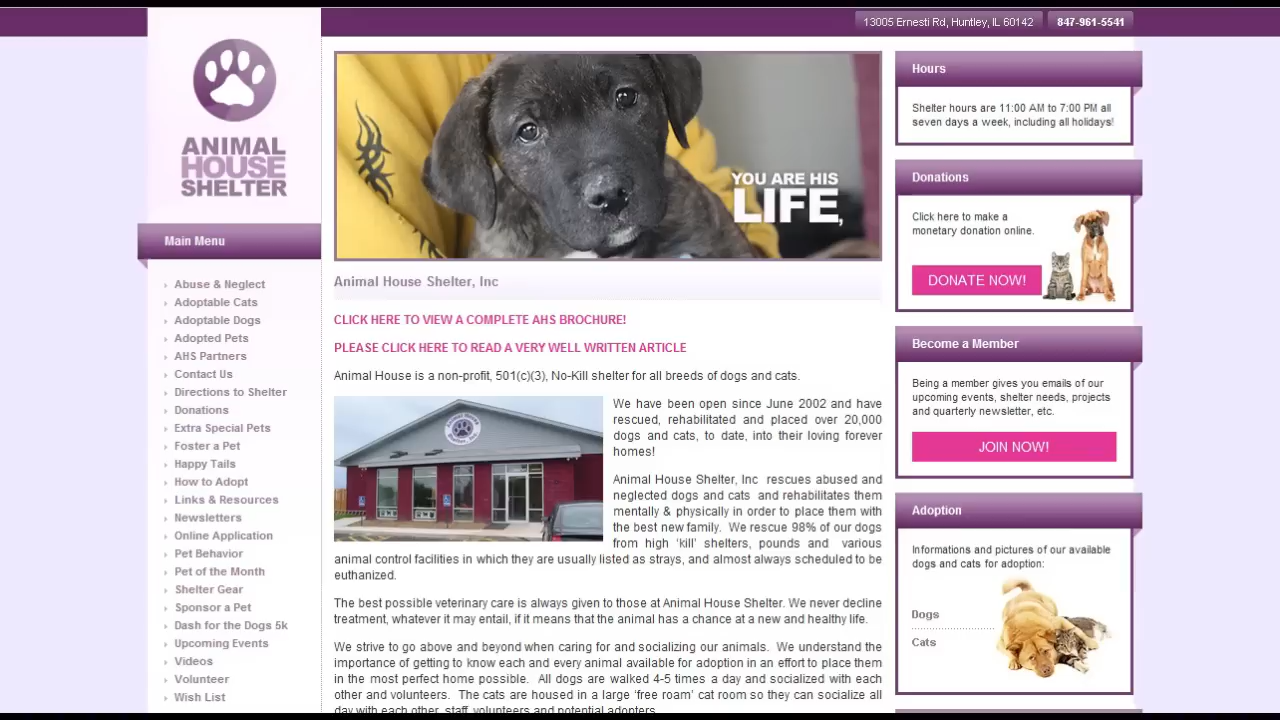 13005 Ernesti Rd, Huntley, IL 60142
847-961-5541
ANIMAL
HOUSE
SHELTER
Main Menu
Abuse & Neglect
Adoptable Cats
Adoptable Dogs
Adopted Pets
AHS Partners
Contact Us
Directions to Shelter
Donations
Extra Special Pets
Foster a Pet
Happy Tails
How to Adopt
Links & Resources
Newsletters
Online Application
Pet Behavior
Pet of the Month
Shelter Gear
Sponsor a Pet
Dash for the Dogs 5k
Upcoming Events
Videos
Volunteer
Wish List
YOU ARE HIS
LIFE,
Animal House Shelter, Inc
CLICK HERE TO VIEW A COMPLETE AHS BROCHURE!
PLEASE CLICK HERE TO READ A VERY WELL WRITTEN ARTICLE
Animal House is a non-profit, 501(c)(3), No-Kill shelter for all breeds of dogs and cats.
We have been open since June 2002 and have
rescued, rehabilitated and placed over 20,000
dogs and cats, to date, into their loving forever
homes!
Animal House Shelter, Inc rescues abused and
neglected dogs and cats and rehabilitates them
mentally & physically in order to place them with
the best new family. We rescue 98% of our dogs
from high ‘kill’ shelters, pounds and various
animal control facilities in which they are usually listed as strays, and almost always scheduled to be
euthanized.
The best possible veterinary care is always given to those at Animal House Shelter. We never decline
treatment, whatever it may entail, if it means that the animal has a chance at a new and healthy life.
We strive to go above and beyond when caring for and socializing our animals. We understand the
importance of getting to know each and every animal available for adoption in an effort to place them
in the most perfect home possible. All dogs are walked 4-5 times a day and socialized with each
other and volunteers. The cats are housed in a large ‘free roam’ cat room so they can socialize all
day with each other, staff, volunteers and potential adopters.
Hours
Shelter hours are 11:00 AM to 7:00 PM all
seven days a week, including all holidays!
Donations
Click here to make a
monetary donation online.
DONATE NOW!
Become a Member
Being a member gives you emails of our
upcoming events, shelter needs, projects
and quarterly newsletter, etc.
JOIN NOW!
Adoption
Informations and pictures of our available
dogs and cats for adoption:
Dogs
Cats